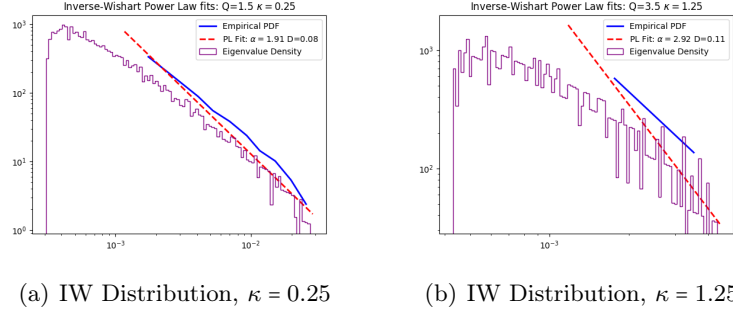 Inverse-Wishart Power Law fits: Q=1.5 κ = 0.25
Empirical PDF
PL Fit: α = 1.91 D=0.08
Eigenvalue Density
10³
10²
10¹
10⁰
10⁻³
10⁻²
Inverse-Wishart Power Law fits: Q=3.5 κ = 1.25
Empirical PDF
PL Fit: α = 2.92 D=0.11
Eigenvalue Density
10³
10²
10⁻³
(a) IW Distribution, κ = 0.25
(b) IW Distribution, κ = 1.25